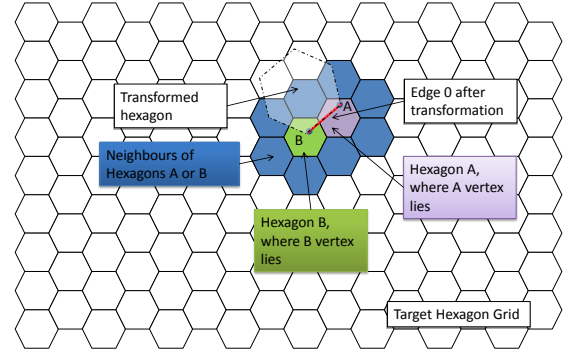 Transformed
hexagon
A
Edge 0 after
transformation
B
Neighbours of
Hexagons A or B
Hexagon A,
where A vertex
lies
Hexagon B,
where B vertex
lies
Target Hexagon Grid